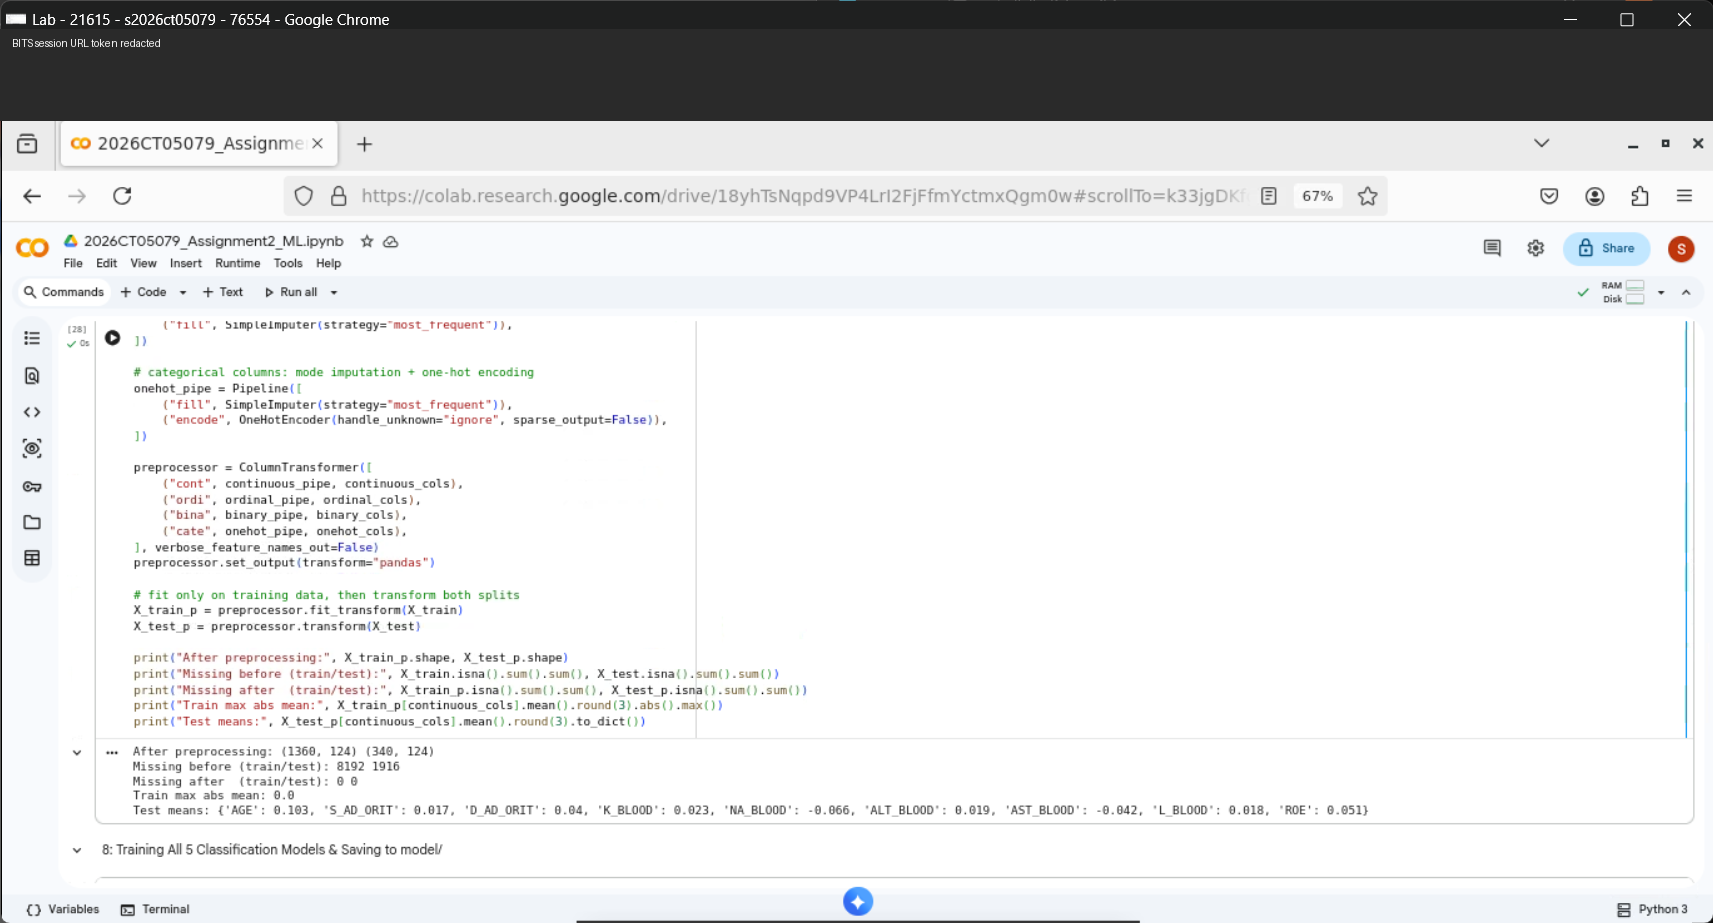 Lab - 21615 - s2026ct05079 - 76554 - Google Chrome
BITS session URL token redacted
2026CT05079_Assignme
https://colab.research.google.com/drive/18yhTsNqpd9VP4LrI2FjFfmYctmxQgm0w#scrollTo=k33jgDKf
67%
CO
2026CT05079_Assignment2_ML.ipynb
File Edit View Insert Runtime Tools Help
Share
S
Commands + Code + Text Run all
RAM
Disk
[28]
0s
("fill", SimpleImputer(strategy="most_frequent")),
])
# categorical columns: mode imputation + one-hot encoding
onehot_pipe = Pipeline([
("fill", SimpleImputer(strategy="most_frequent")),
("encode", OneHotEncoder(handle_unknown="ignore", sparse_output=False)),
])
preprocessor = ColumnTransformer([
("cont", continuous_pipe, continuous_cols),
("ordi", ordinal_pipe, ordinal_cols),
("bina", binary_pipe, binary_cols),
("cate", onehot_pipe, onehot_cols),
], verbose_feature_names_out=False)
preprocessor.set_output(transform="pandas")
# fit only on training data, then transform both splits
X_train_p = preprocessor.fit_transform(X_train)
X_test_p = preprocessor.transform(X_test)
print("After preprocessing:", X_train_p.shape, X_test_p.shape)
print("Missing before (train/test):", X_train.isna().sum().sum(), X_test.isna().sum().sum())
print("Missing after  (train/test):", X_train_p.isna().sum().sum(), X_test_p.isna().sum().sum())
print("Train max abs mean:", X_train_p[continuous_cols].mean().round(3).abs().max())
print("Test means:", X_test_p[continuous_cols].mean().round(3).to_dict())
After preprocessing: (1360, 124) (340, 124)
Missing before (train/test): 8192 1916
Missing after  (train/test): 0 0
Train max abs mean: 0.0
Test means: {'AGE': 0.103, 'S_AD_ORIT': 0.017, 'D_AD_ORIT': 0.04, 'K_BLOOD': 0.023, 'NA_BLOOD': -0.066, 'ALT_BLOOD': 0.019, 'AST_BLOOD': -0.042, 'L_BLOOD': 0.018, 'ROE': 0.051}
8: Training All 5 Classification Models & Saving to model/
Variables Terminal
Python 3